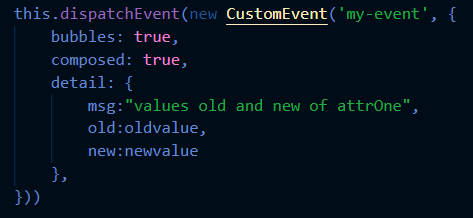 this.dispatchEvent(new CustomEvent('my-event', {
    bubbles: true,
    composed: true,
    detail: {
        msg:"values old and new of attrOne",
        old:oldvalue,
        new:newvalue
    },
}))